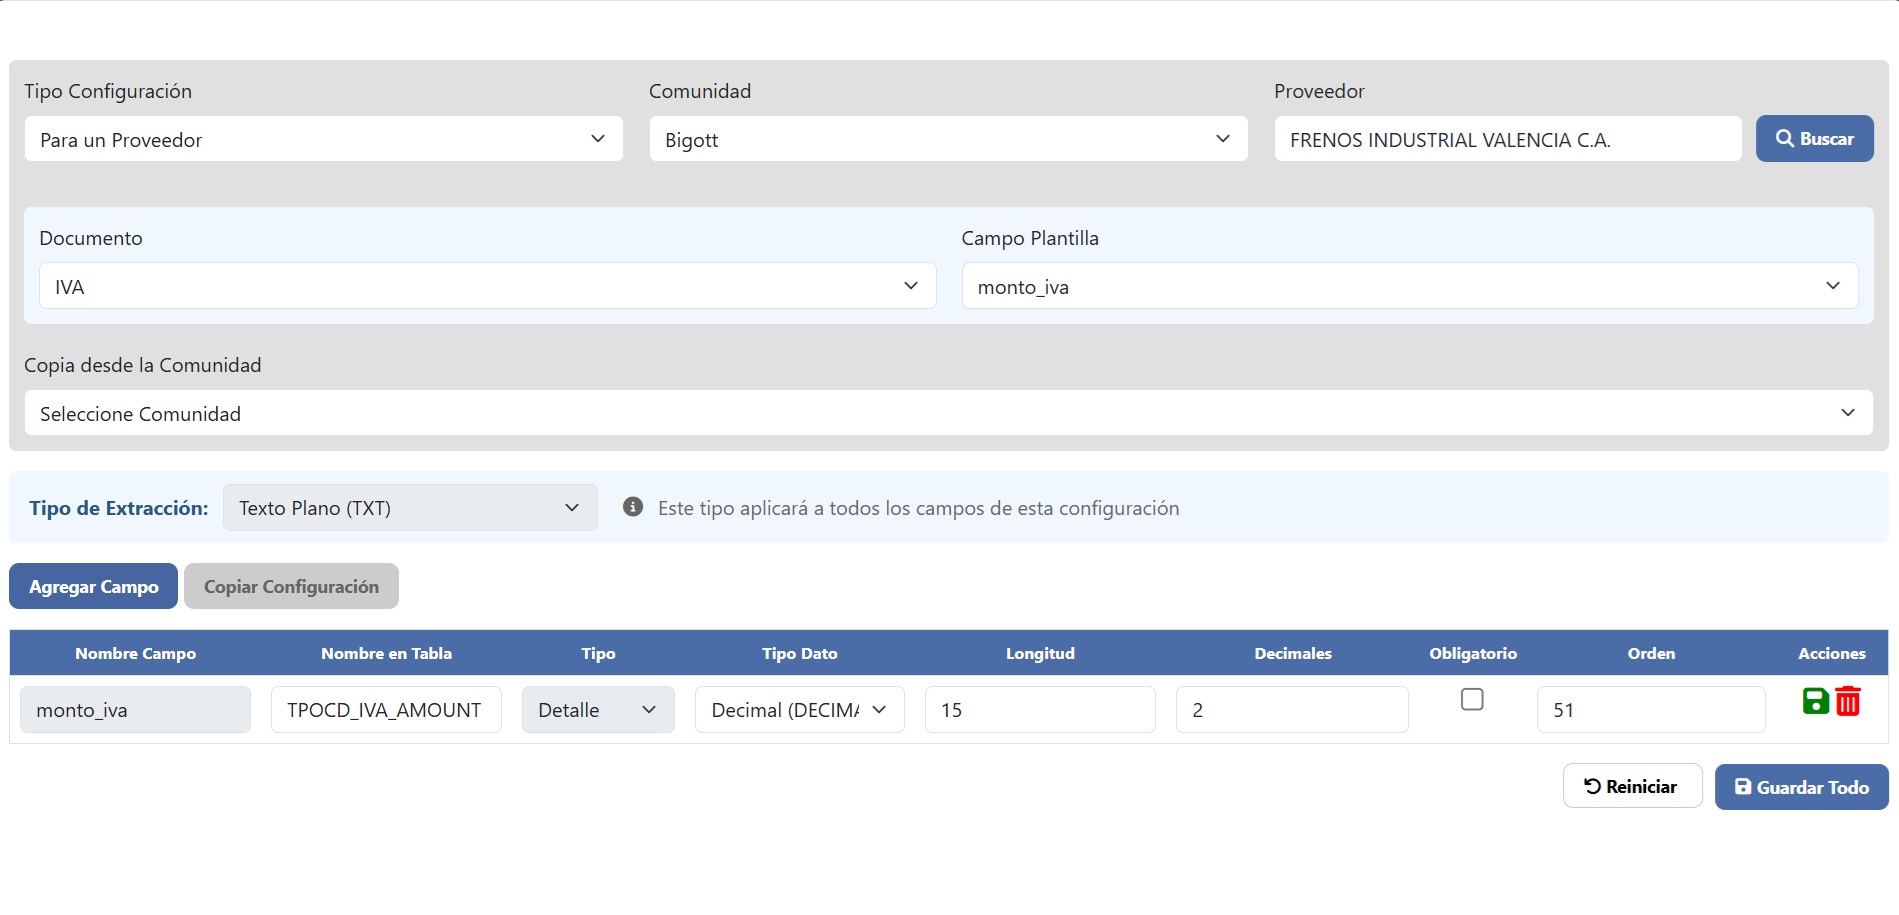 Tipo Configuración
Comunidad
Proveedor
Para un Proveedor
Bigott
FRENOS INDUSTRIAL VALENCIA C.A.
Buscar
Documento
Campo Plantilla
IVA
monto_iva
Copia desde la Comunidad
Seleccione Comunidad
Tipo de Extracción:
Texto Plano (TXT)
Este tipo aplicará a todos los campos de esta configuración
Agregar Campo
Copiar Configuración
Nombre Campo
Nombre en Tabla
Tipo
Tipo Dato
Longitud
Decimales
Obligatorio
Orden
Acciones
monto_iva
TPOCD_IVA_AMOUNT
Detalle
Decimal (DECIMA
15
2
51
Reiniciar
Guardar Todo